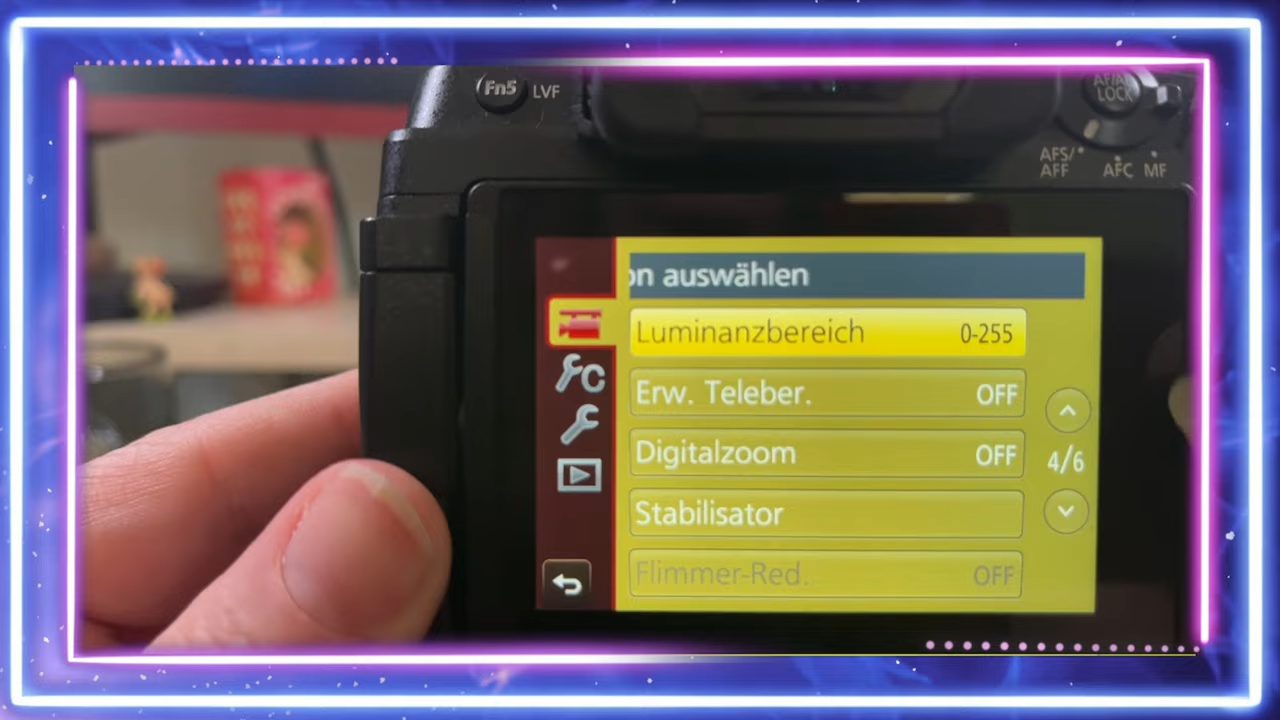 Fn5 LVF
AF/AE
LOCK
AFS/
AFF AFC MF
on auswählen
Luminanzbereich 0-255
Erw. Teleber. OFF
Digitalzoom OFF
4/6
Stabilisator
Flimmer-Red. OFF
C